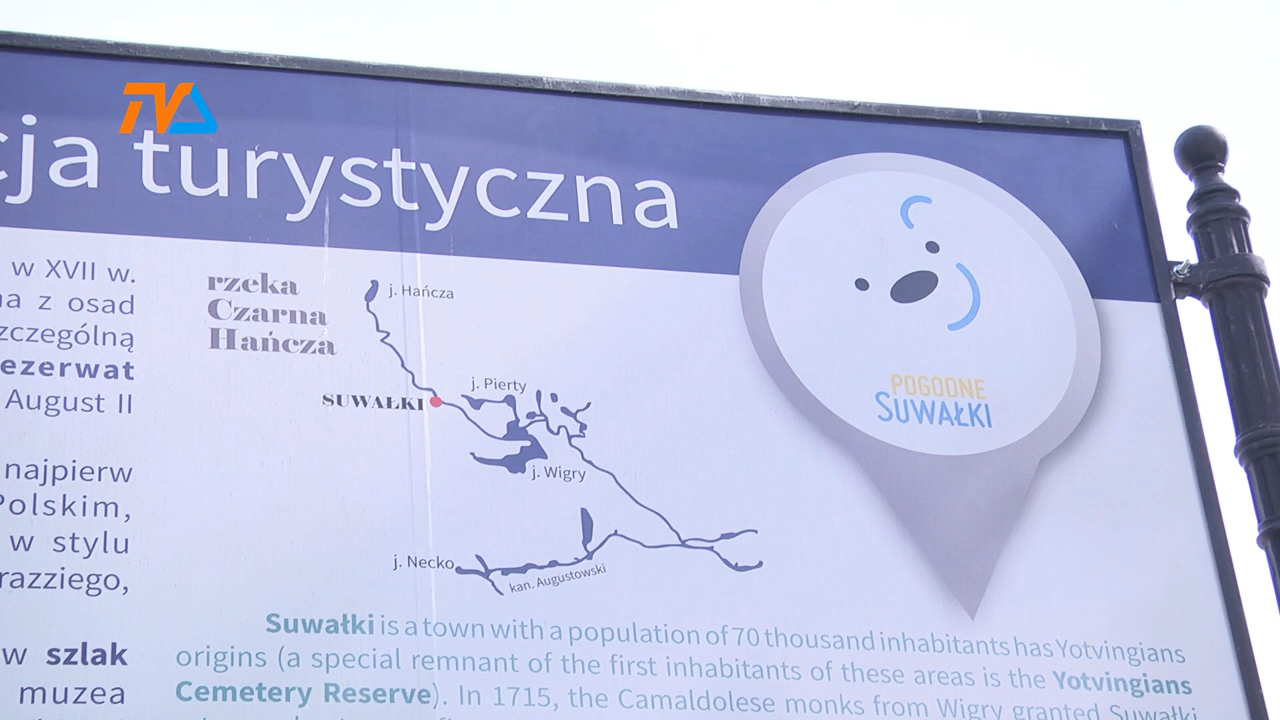 TVA
cja turystyczna
w XVII w.
na z osad
zczególną
ezerwat
August II
najpierw
Polskim,
w stylu
razziego,
w szlak
muzea
rzeka
Czarna
Hańcza
j. Hańcza
SUWAŁKI
j. Pierty
j. Wigry
j. Necko
kan. Augustowski
POGODNE
SUWAŁKI
Suwałki is a town with a population of 70 thousand inhabitants has Yotvingians
origins (a special remnant of the first inhabitants of these areas is the Yotvingians
Cemetery Reserve). In 1715, the Camaldolese monks from Wigry granted Suwałki